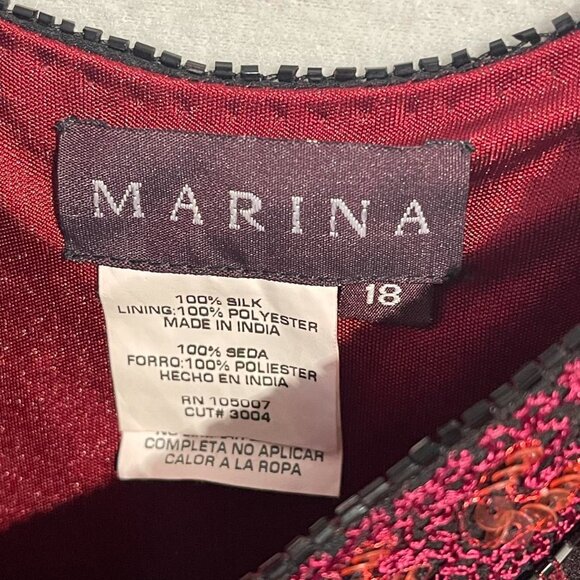 MARINA
18
100% SILK
LINING:100% POLYESTER
MADE IN INDIA
100% SEDA
FORRO:100% POLIESTER
HECHO EN INDIA
RN 105007
CUT# 3004
COMPLETA NO APLICAR
CALOR A LA ROPA